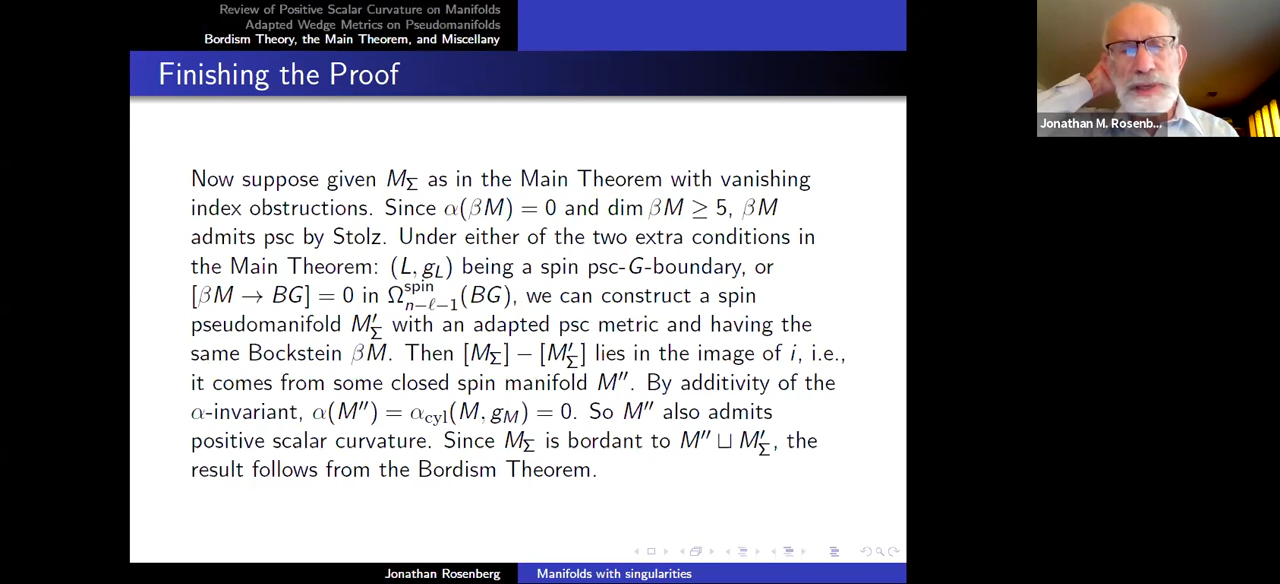 Review of Positive Scalar Curvature on Manifolds
Adapted Wedge Metrics on Pseudomanifolds
Bordism Theory, the Main Theorem, and Miscellany
Finishing the Proof
Now suppose given M_Σ as in the Main Theorem with vanishing
index obstructions. Since α(βM) = 0 and dim βM ≥ 5, βM
admits psc by Stolz. Under either of the two extra conditions in
the Main Theorem: (L, g_L) being a spin psc-G-boundary, or
[βM → BG] = 0 in Ω^spin_{n−ℓ−1}(BG), we can construct a spin
pseudomanifold M′_Σ with an adapted psc metric and having the
same Bockstein βM. Then [M_Σ] − [M′_Σ] lies in the image of i, i.e.,
it comes from some closed spin manifold M″. By additivity of the
α-invariant, α(M″) = α_cyl(M, g_M) = 0. So M″ also admits
positive scalar curvature. Since M_Σ is bordant to M″ ⊔ M′_Σ, the
result follows from the Bordism Theorem.
Jonathan Rosenberg
Manifolds with singularities
Jonathan M. Rosenb...